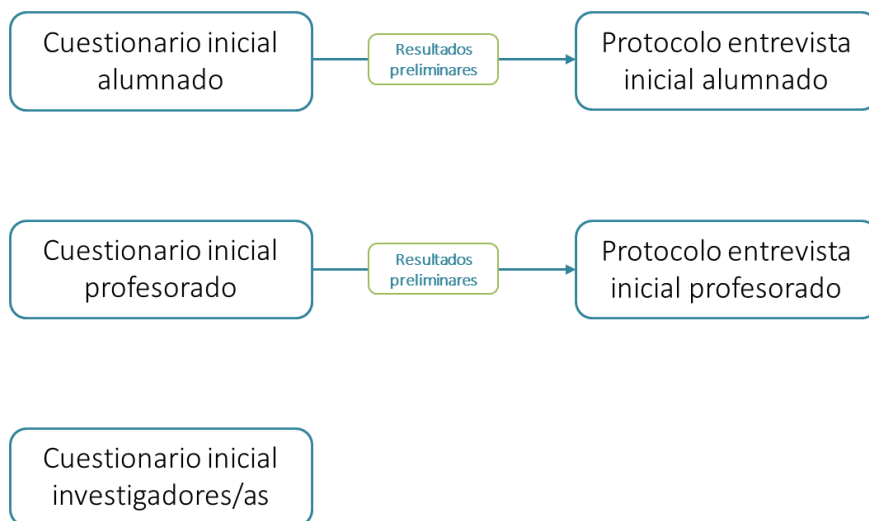 Cuestionario inicial
alumnado
Resultados
preliminares
Protocolo entrevista
inicial alumnado
Cuestionario inicial
profesorado
Resultados
preliminares
Protocolo entrevista
inicial profesorado
Cuestionario inicial
investigadores/as